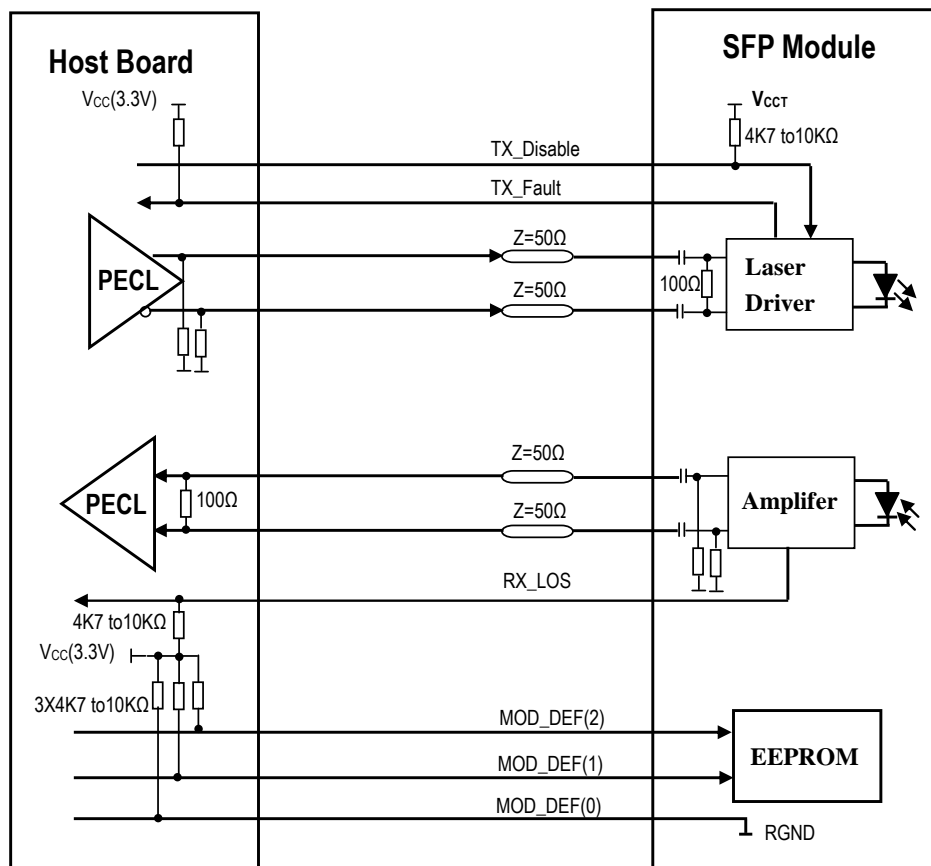 Host Board
SFP Module
VCC(3.3V)
VCCT
4K7 to10KΩ
TX_Disable
TX_Fault
PECL
Z=50Ω
Z=50Ω
100Ω
Laser
Driver
PECL
100Ω
Z=50Ω
Z=50Ω
Amplifer
RX_LOS
4K7 to10KΩ
VCC(3.3V)
3X4K7 to10KΩ
MOD_DEF(2)
MOD_DEF(1)
MOD_DEF(0)
EEPROM
RGND